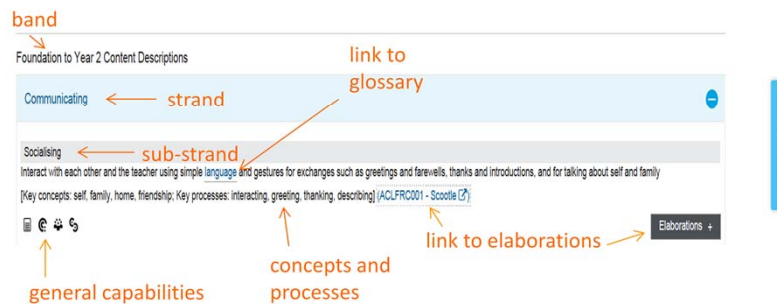 band
Foundation to Year 2 Content Descriptions
link to
glossary
Communicating
strand
Socialising
sub-strand
Interact with each other and the teacher using simple language and gestures for exchanges such as greetings and farewells, thanks and introductions, and for talking about self and family
[Key concepts: self, family, home, friendship; Key processes: interacting, greeting, thanking, describing] (ACLFRC001 - Scootle)
Elaborations +
link to elaborations
general capabilities
concepts and
processes